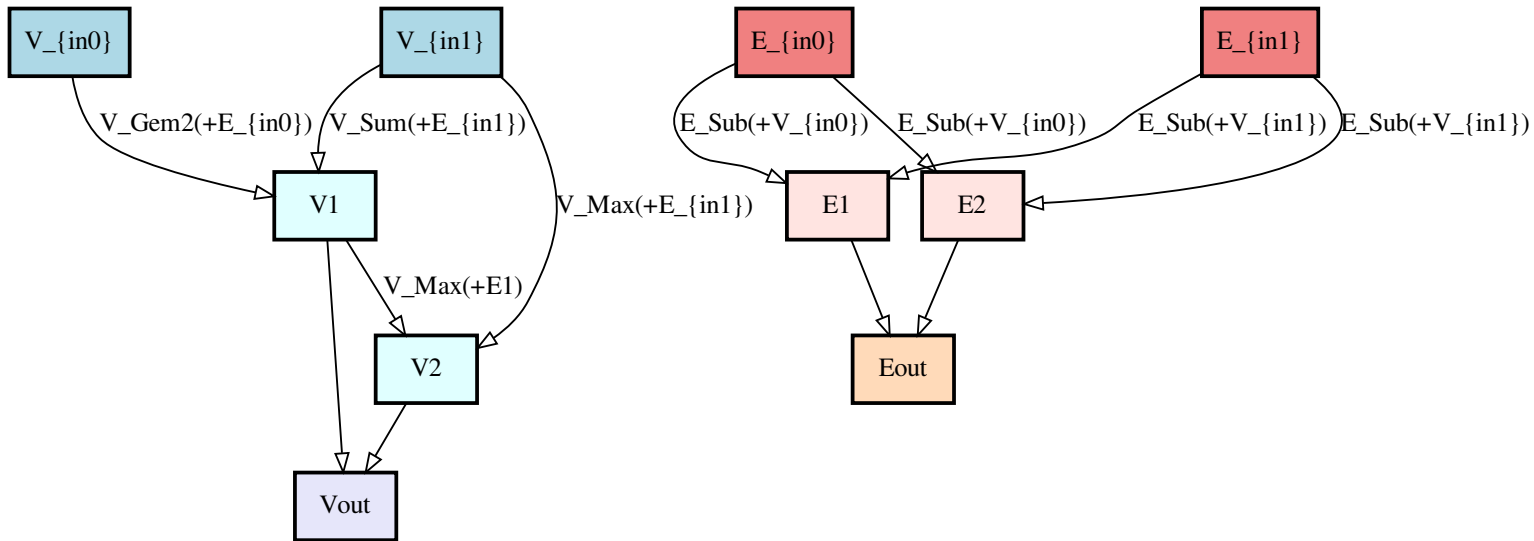 V_{in0}
V_{in1}
E_{in0}
E_{in1}
V_Gem2(+E_{in0})
V_Sum(+E_{in1})
E_Sub(+V_{in0})
E_Sub(+V_{in0})
E_Sub(+V_{in1})
E_Sub(+V_{in1})
V1
V_Max(+E_{in1})
E1
E2
V_Max(+E1)
V2
Eout
Vout